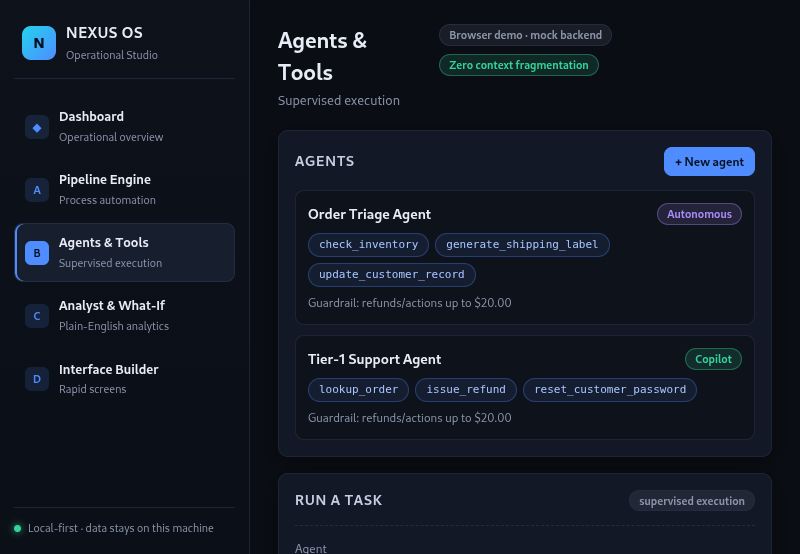 N
NEXUS OS
Operational Studio
Dashboard
Operational overview
A
Pipeline Engine
Process automation
B
Agents & Tools
Supervised execution
C
Analyst & What-If
Plain-English analytics
D
Interface Builder
Rapid screens
Local-first · data stays on this machine
Agents &
Tools
Supervised execution
Browser demo · mock backend
Zero context fragmentation
AGENTS
+ New agent
Order Triage Agent
Autonomous
check_inventory
generate_shipping_label
update_customer_record
Guardrail: refunds/actions up to $20.00
Tier-1 Support Agent
Copilot
lookup_order
issue_refund
reset_customer_password
Guardrail: refunds/actions up to $20.00
RUN A TASK
supervised execution
Agent